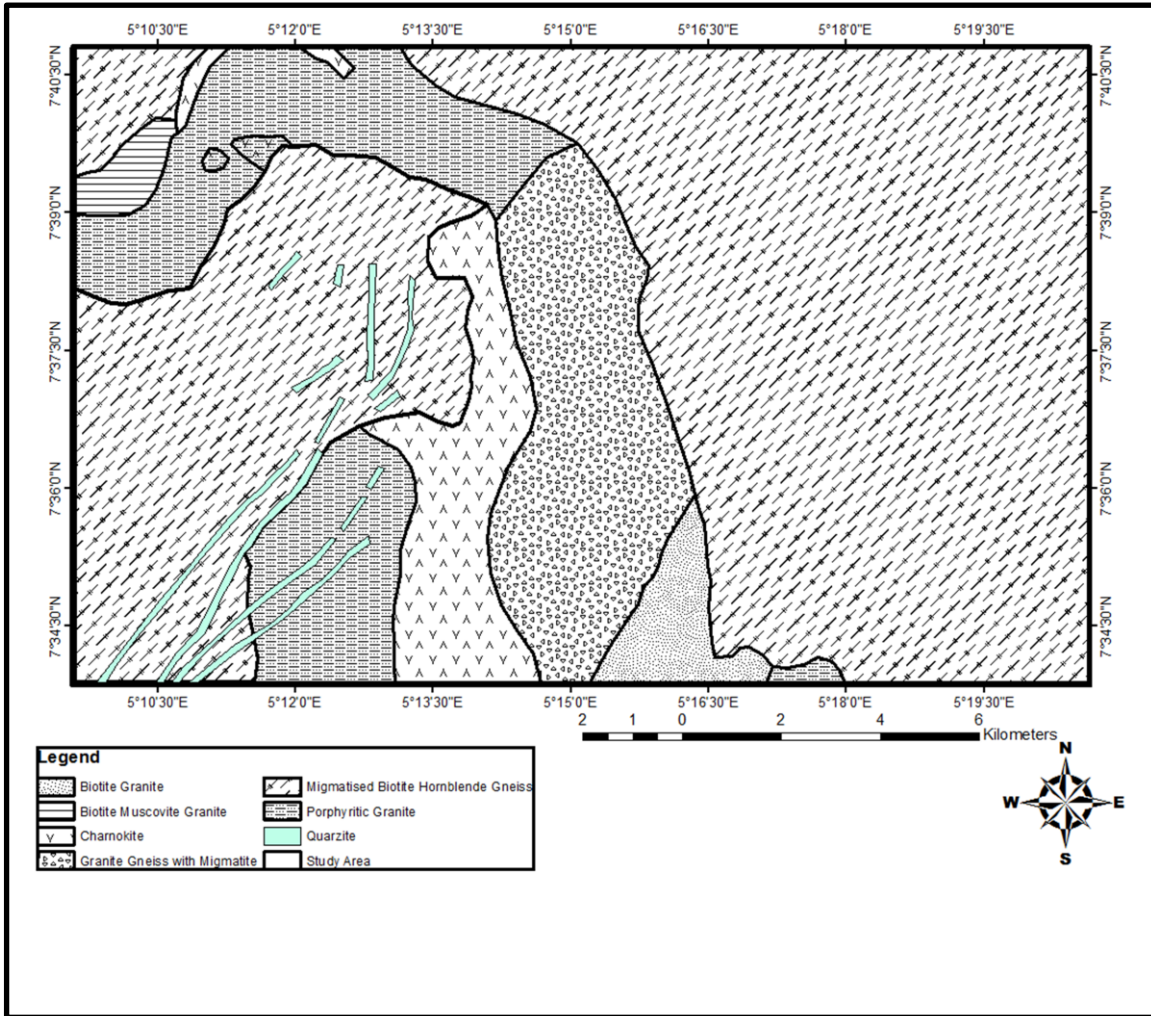 5°10'30"E 5°12'0"E 5°13'30"E 5°15'0"E 5°16'30"E 5°18'0"E 5°19'30"E
7°40'30"N 7°40'30"N
7°39'0"N 7°39'0"N
7°37'30"N 7°37'30"N
7°36'0"N 7°36'0"N
7°34'30"N 7°34'30"N
5°10'30"E 5°12'0"E 5°13'30"E 5°15'0"E 5°16'30"E 5°18'0"E 5°19'30"E
2 1 0 2 4 6
Kilometers
Legend
Biotite Granite
Biotite Muscovite Granite
Charnokite
Granite Gneiss with Migmatite
Migmatised Biotite Hornblende Gneiss
Porphyritic Granite
Quarzite
Study Area
N
W E
S